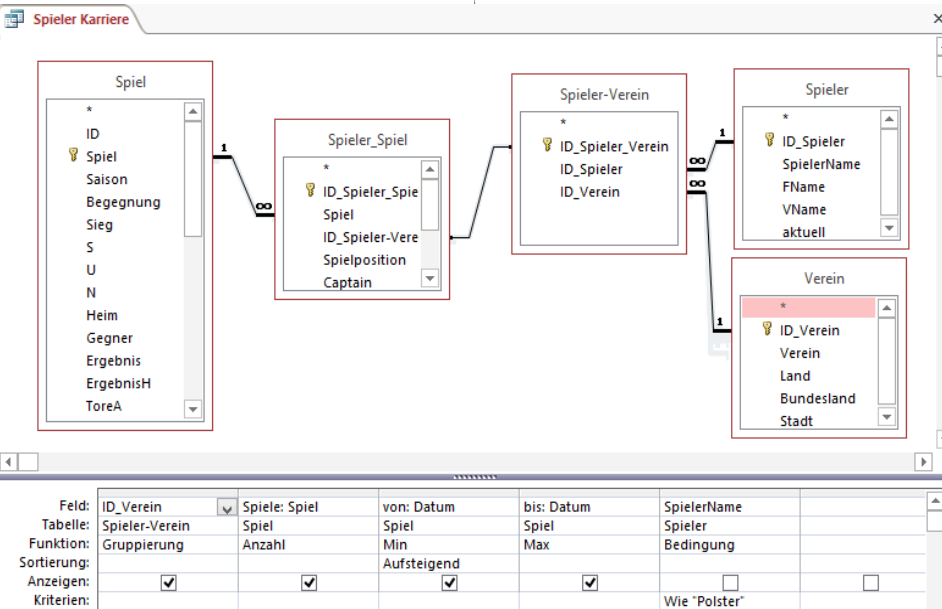 Spieler Karriere
Spiel
*
ID
Spiel
Saison
Begegnung
Sieg
S
U
N
Heim
Gegner
Ergebnis
ErgebnisH
ToreA
1
∞
Spieler_Spiel
*
ID_Spieler_Spie
Spiel
ID_Spieler-Vere
Spielposition
Captain
Spieler-Verein
*
ID_Spieler_Verein
ID_Spieler
ID_Verein
∞
∞
1
1
Spieler
*
ID_Spieler
SpielerName
FName
VName
aktuell
Verein
*
ID_Verein
Verein
Land
Bundesland
Stadt
Feld: ID_Verein Spiele: Spiel von: Datum bis: Datum SpielerName
Tabelle: Spieler-Verein Spiel Spiel Spiel Spieler
Funktion: Gruppierung Anzahl Min Max Bedingung
Sortierung: Aufsteigend
Anzeigen:
Kriterien: Wie "Polster"